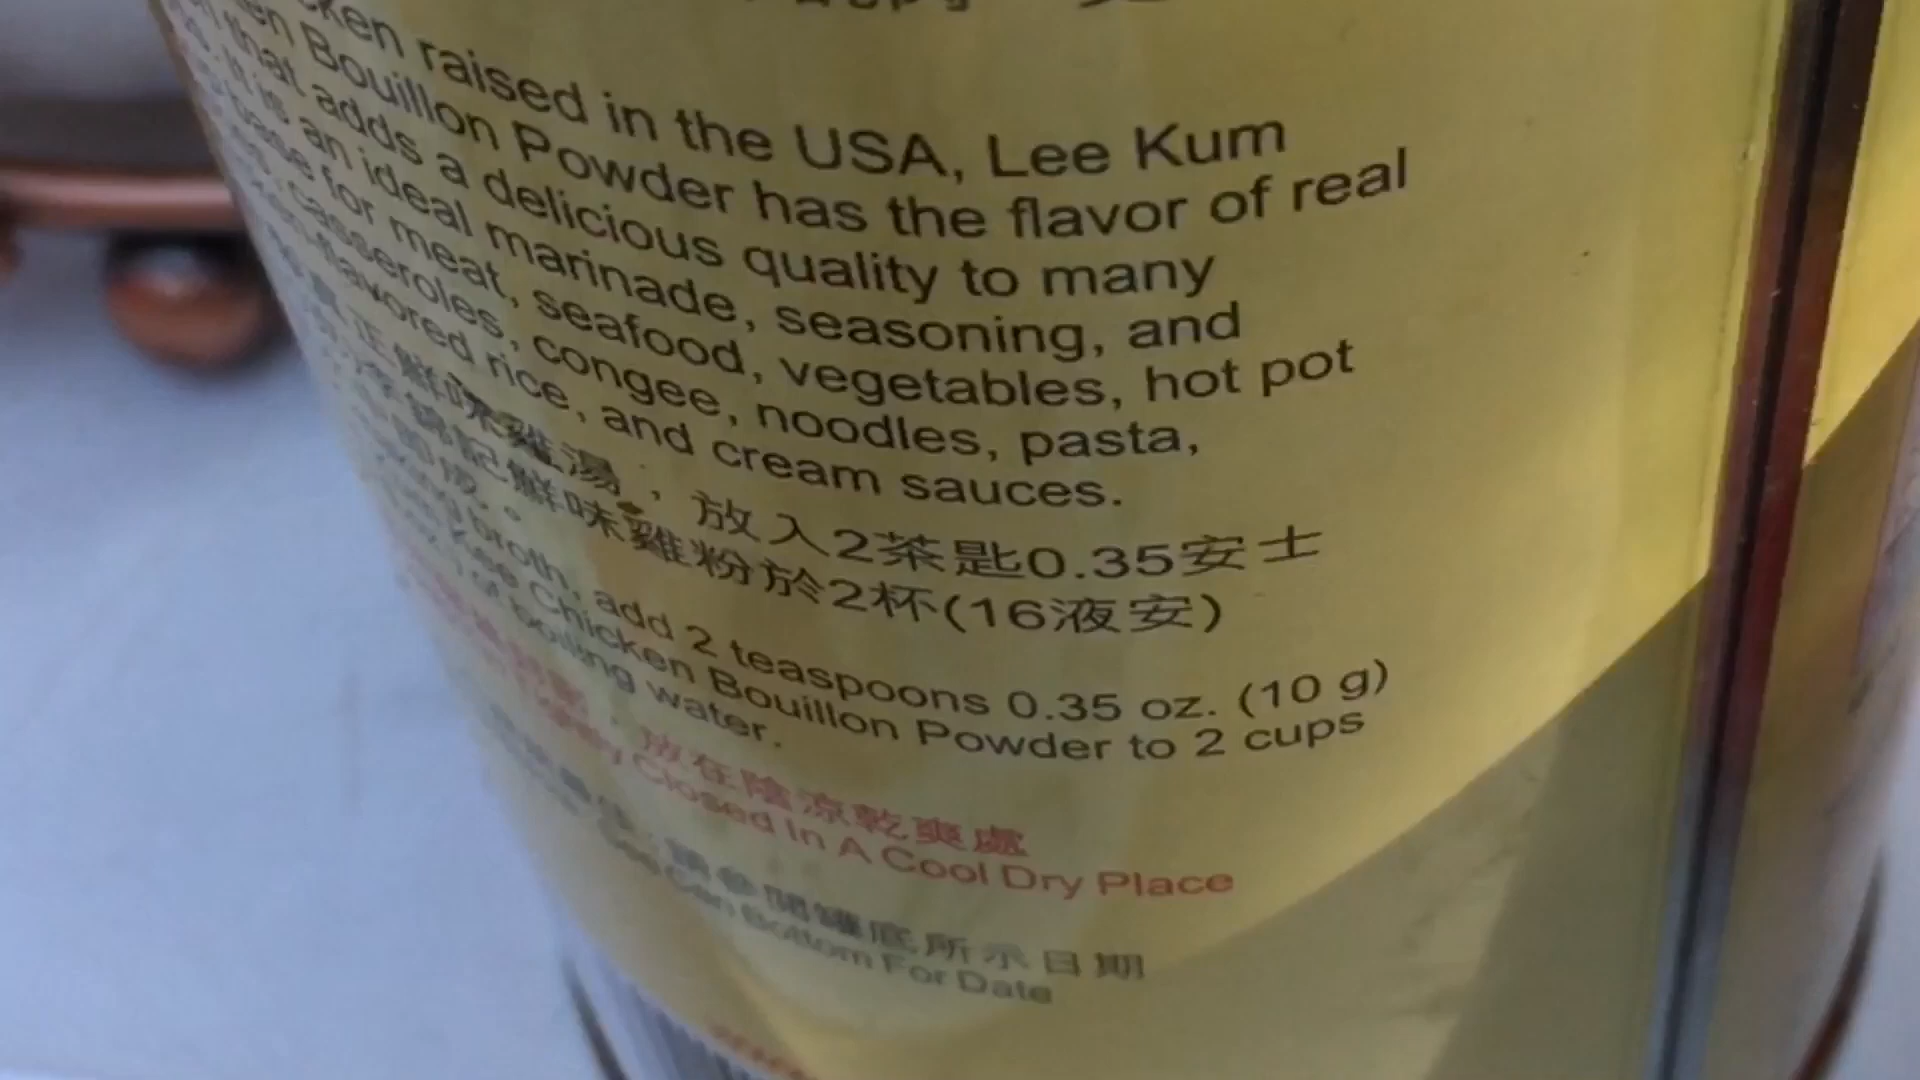 raised in the USA, Lee Kum
Bouillon Powder has the flavor of real
that adds a delicious quality to many
It is an ideal marinade, seasoning, and
base for meat, seafood, vegetables, hot pot
casseroles, congee, noodles, pasta,
rice, and cream sauces.
正鮮味雞湯，放入2茶匙0.35安士
錦記鮮味雞粉於2杯(16液安)
broth, add 2 teaspoons 0.35 oz. (10 g)
Kee Chicken Bouillon Powder to 2 cups
of boiling water.
放在陰涼乾爽處
Closed In A Cool Dry Place
罐底所示日期
Can Bottom For Date